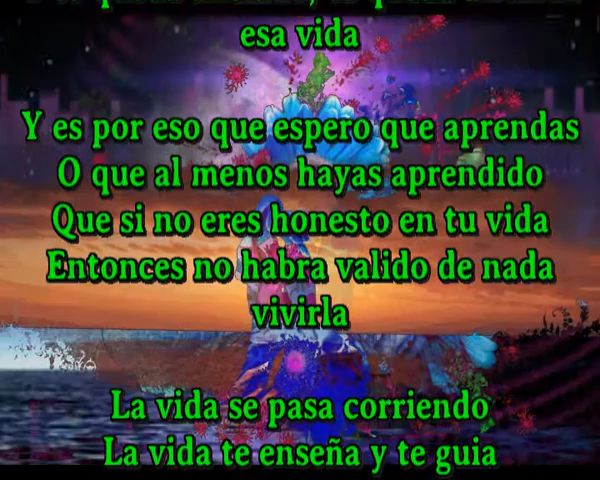 esa vida
Y es por eso que espero que aprendas
O que al menos hayas aprendido
Que si no eres honesto en tu vida
Entonces no habra valido de nada
vivirla
La vida se pasa corriendo
La vida te enseña y te guia